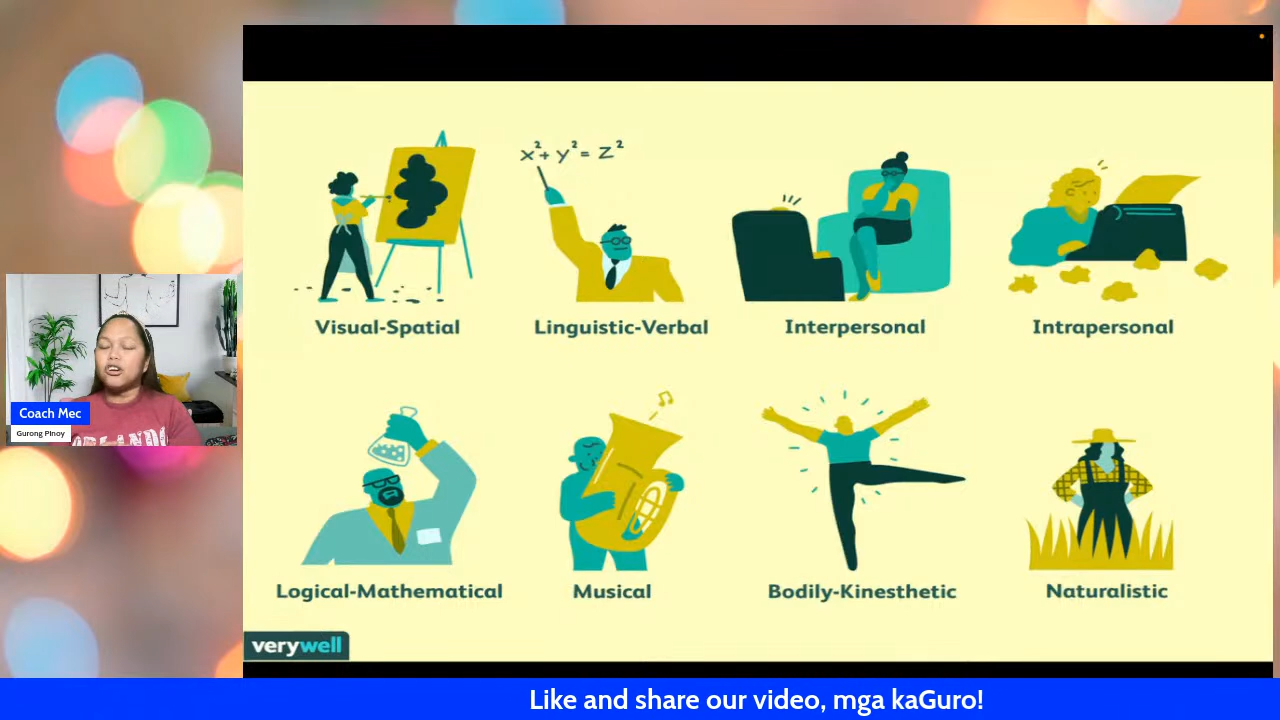 x²+ y²= z²
Visual-Spatial
Linguistic-Verbal
Interpersonal
Intrapersonal
Logical-Mathematical
Musical
Bodily-Kinesthetic
Naturalistic
verywell
Coach Mec
Gurong Pinoy
Like and share our video, mga kaGuro!